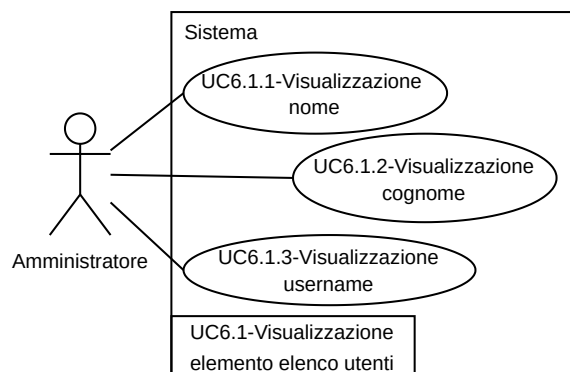 Sistema
UC6.1.1-Visualizzazione
nome
UC6.1.2-Visualizzazione
cognome
Amministratore
UC6.1.3-Visualizzazione
username
UC6.1-Visualizzazione
elemento elenco utenti